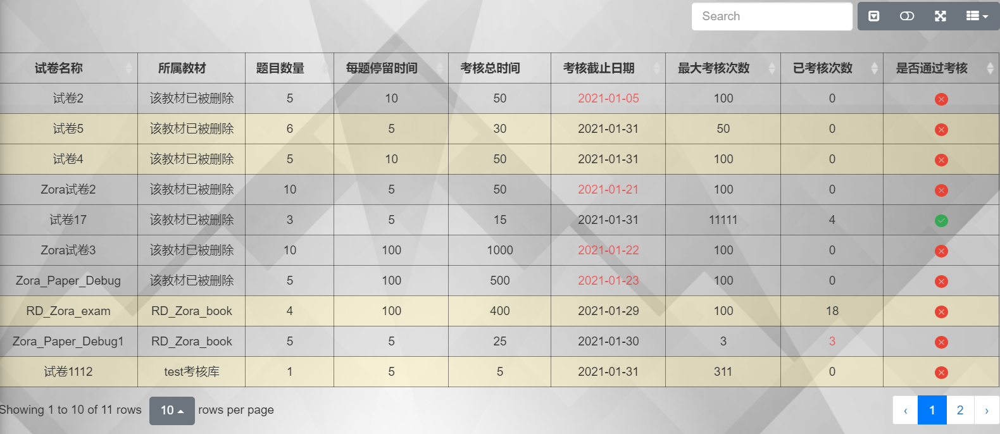 Search
试卷名称 所属教材 题目数量 每题停留时间 考核总时间 考核截止日期 最大考核次数 已考核次数 是否通过考核
试卷2 该教材已被删除 5 10 50 2021-01-05 100 0
试卷5 该教材已被删除 6 5 30 2021-01-31 50 0
试卷4 该教材已被删除 5 10 50 2021-01-31 100 0
Zora试卷2 该教材已被删除 10 5 50 2021-01-21 100 0
试卷17 该教材已被删除 3 5 15 2021-01-31 11111 4
Zora试卷3 该教材已被删除 10 100 1000 2021-01-22 100 0
Zora_Paper_Debug 该教材已被删除 5 100 500 2021-01-23 100 0
RD_Zora_exam RD_Zora_book 4 100 400 2021-01-29 100 18
Zora_Paper_Debug1 RD_Zora_book 5 5 25 2021-01-30 3 3
试卷1112 test考核库 1 5 5 2021-01-31 311 0
Showing 1 to 10 of 11 rows 10 rows per page ‹ 1 2 ›